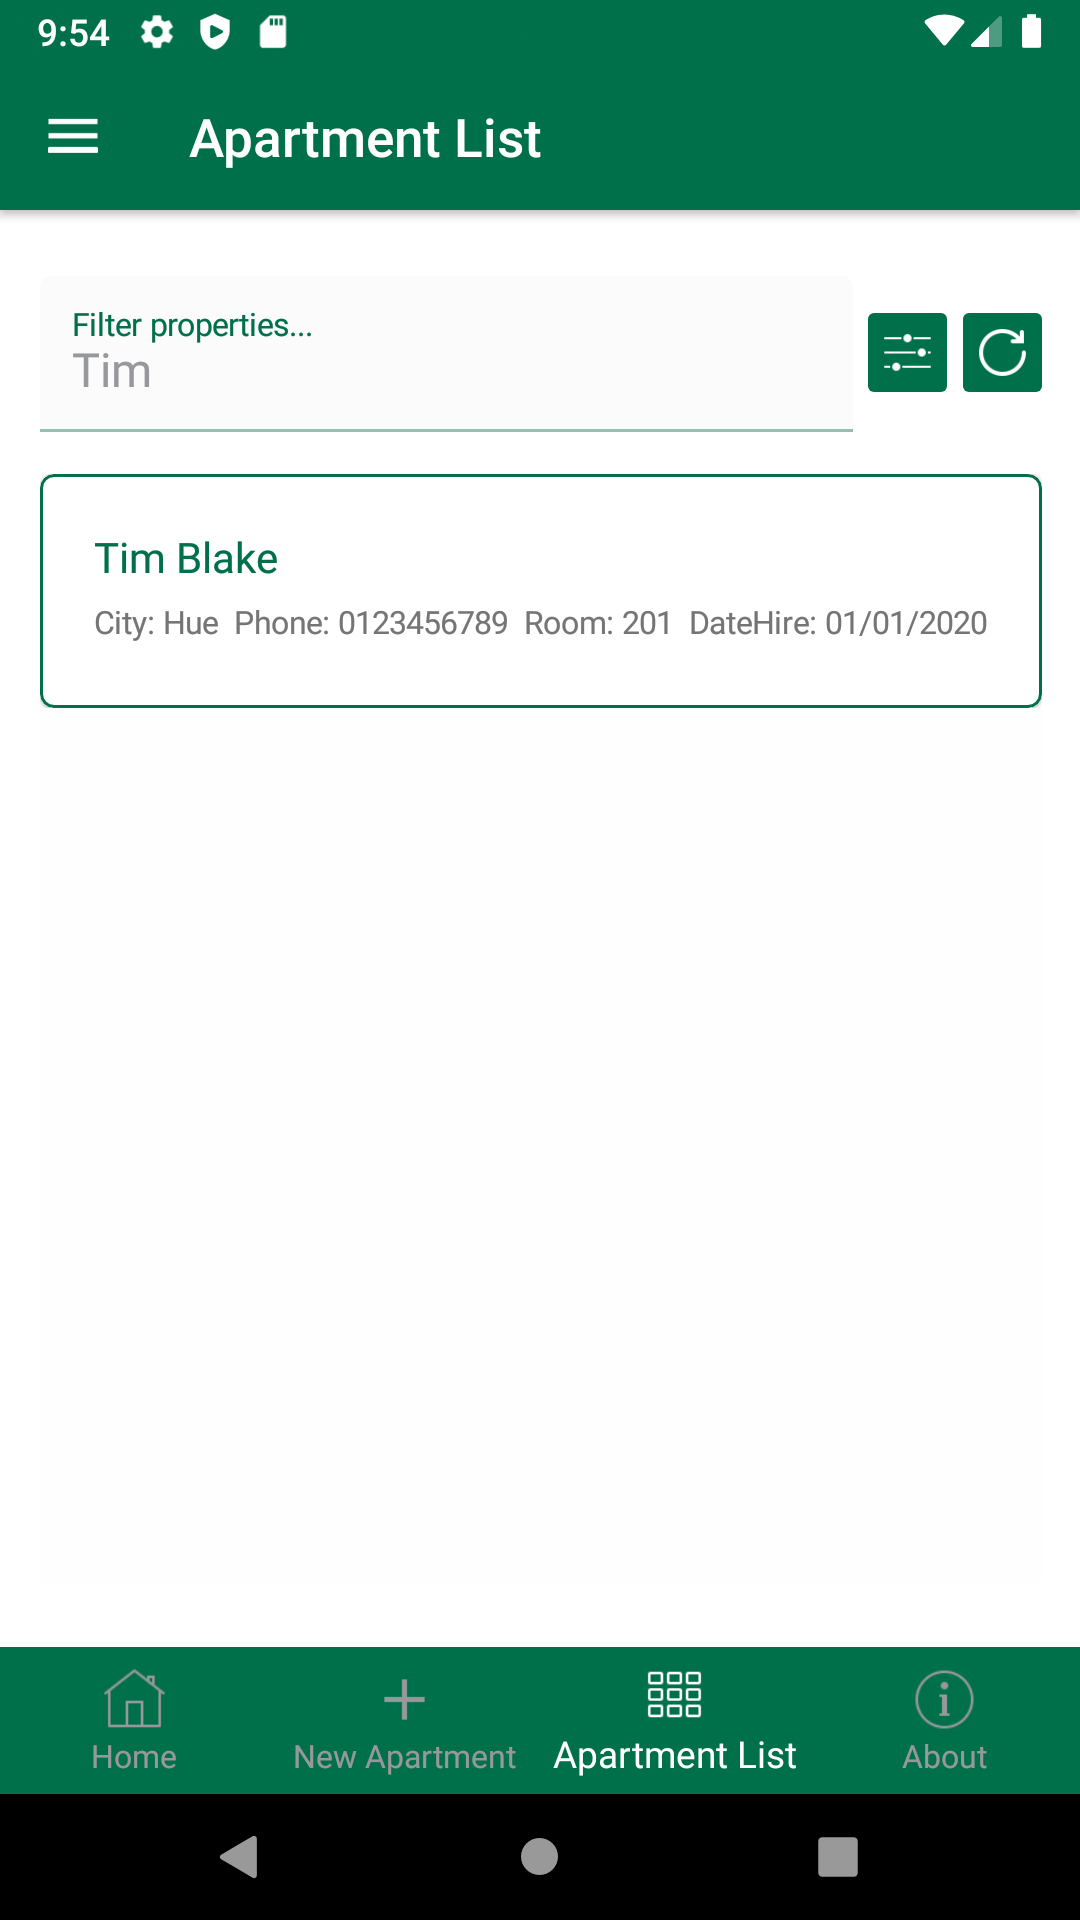 9:54
Apartment List
Filter properties...
Tim
Tim Blake
City: Hue Phone: 0123456789 Room: 201 DateHire: 01/01/2020
Home New Apartment Apartment List About